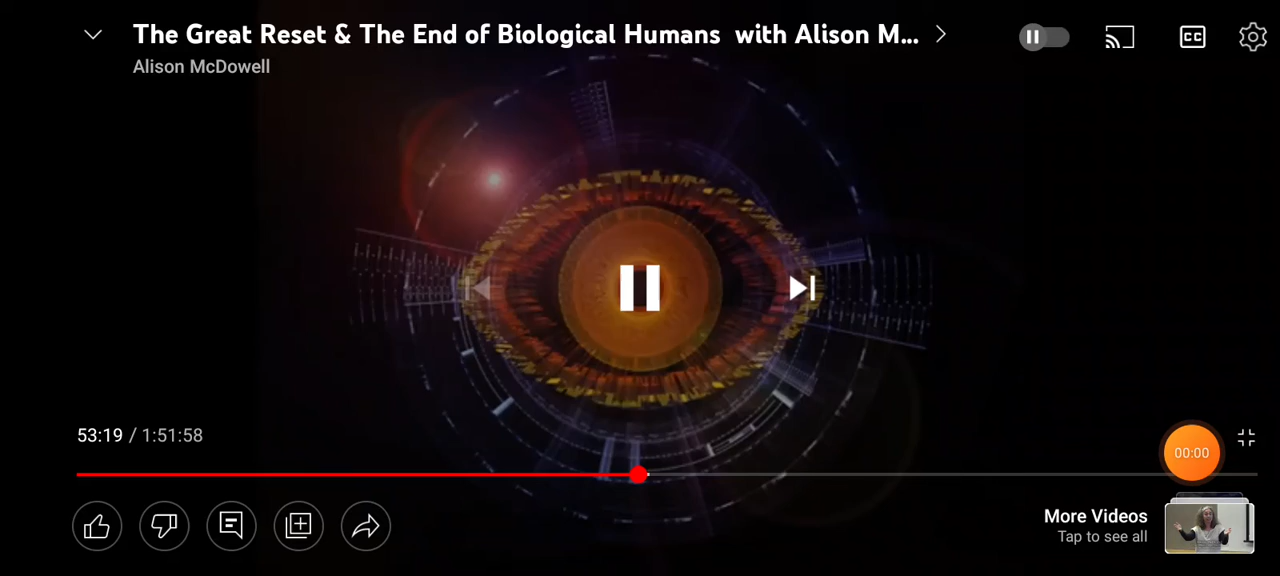 The Great Reset & The End of Biological Humans with Alison M...
Alison McDowell
CC
53:19 / 1:51:58
00:00
More Videos
Tap to see all